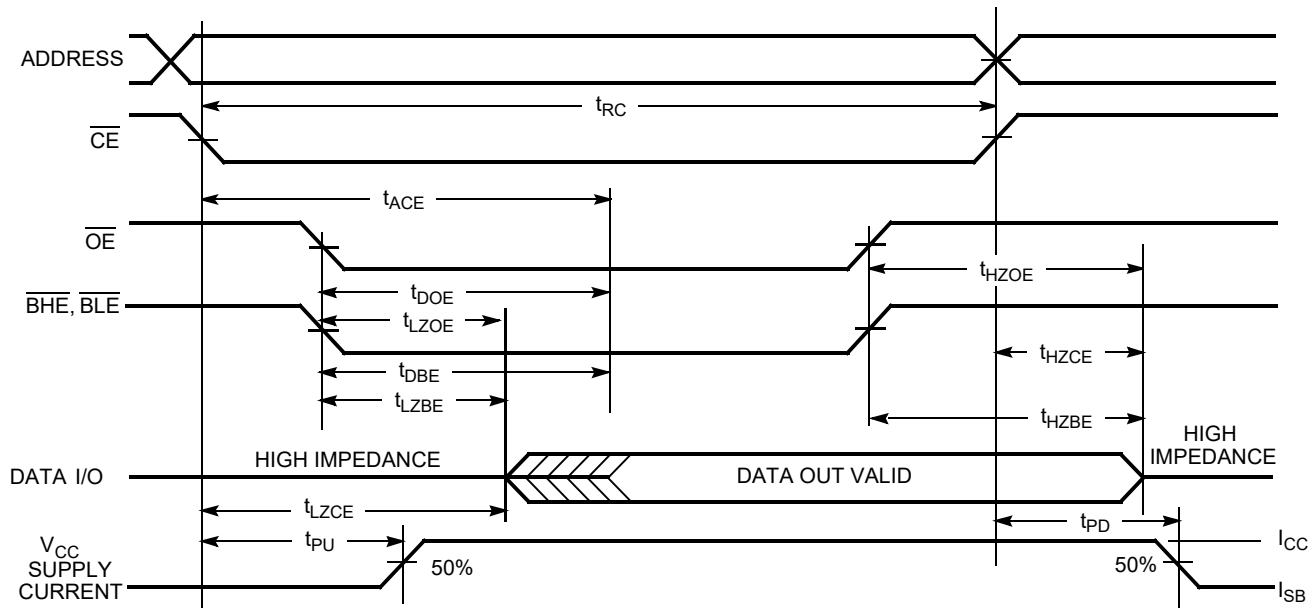 ADDRESS
tRC
CE
tACE
OE
tHZOE
tDOE
BHE, BLE
tLZOE
tHZCE
tDBE
tLZBE
tHZBE
HIGH
IMPEDANCE
HIGH IMPEDANCE
DATA I/O
DATA OUT VALID
tLZCE
tPD
VCC
SUPPLY
CURRENT
tPU
50%
50%
ICC
ISB